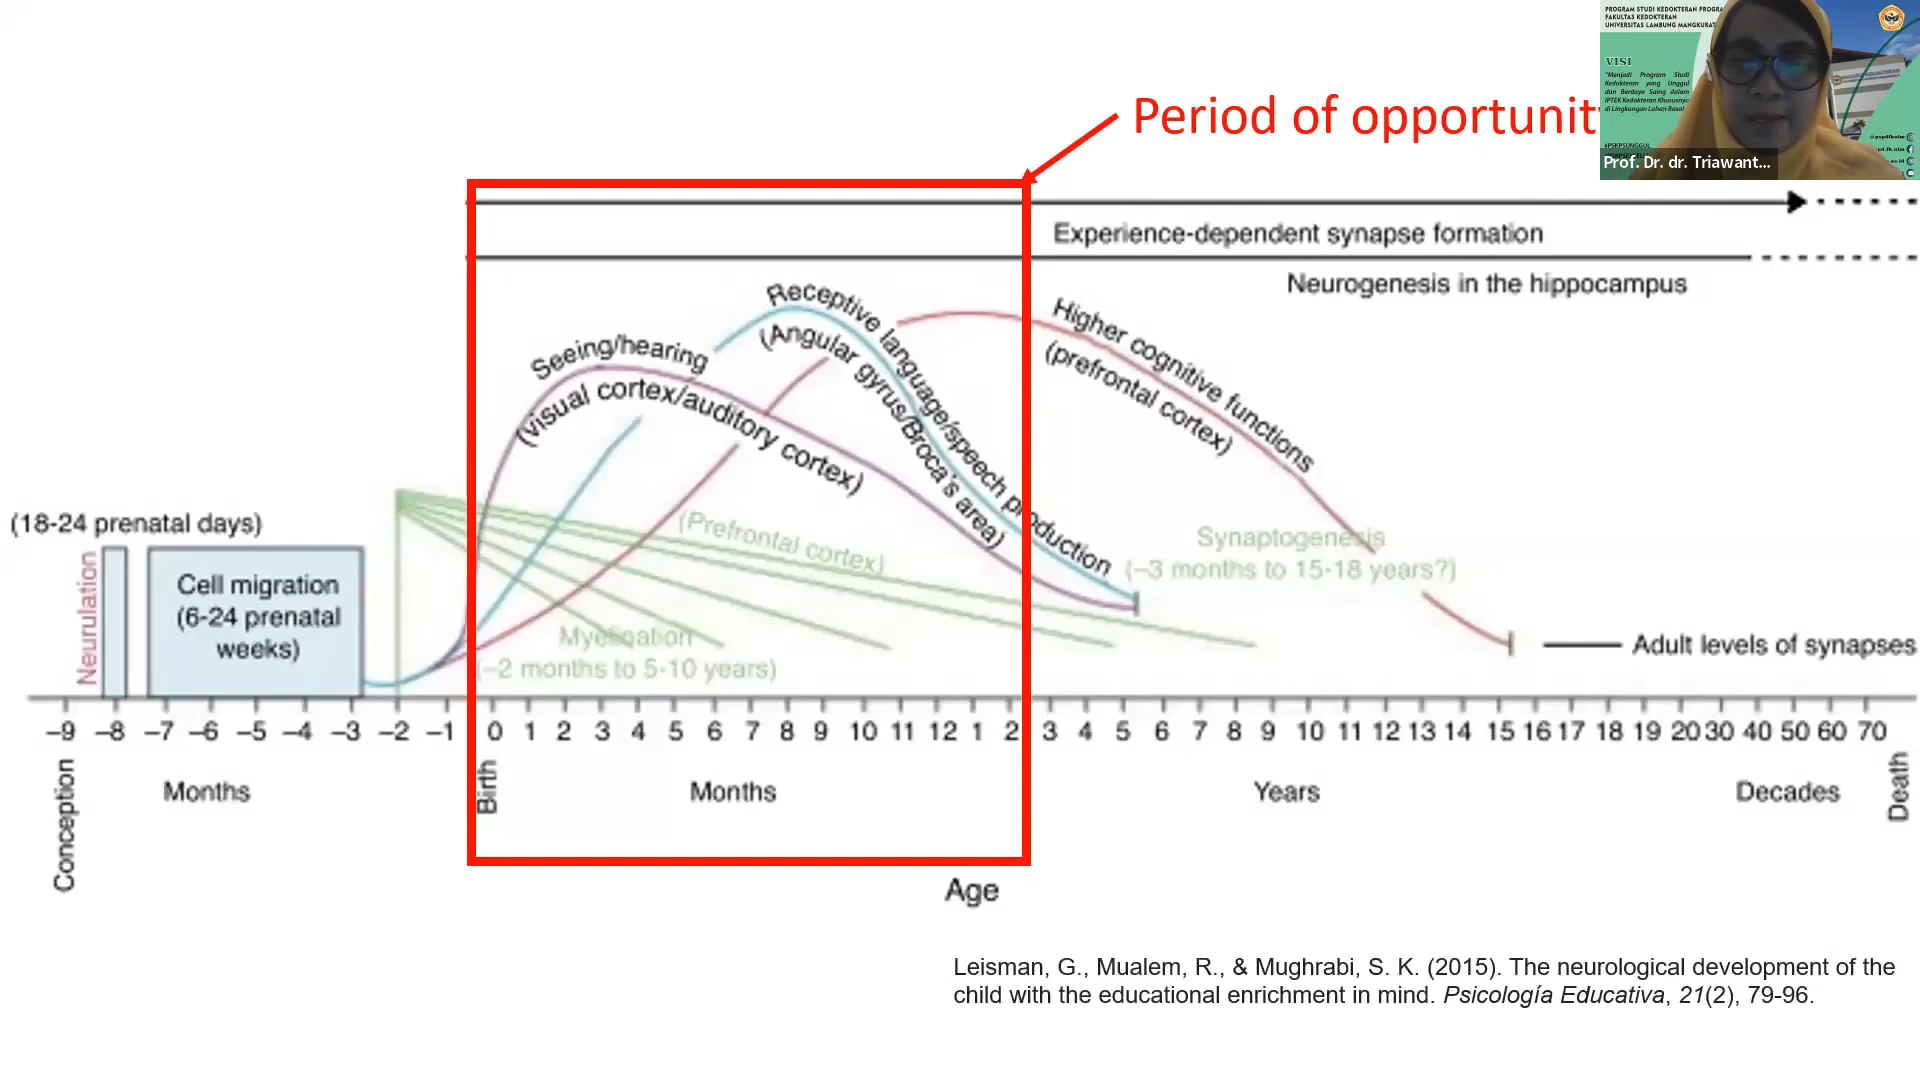 PROGRAM STUDI KEDOKTERAN PROGRA
FAKULTAS KEDOKTERAN
UNIVERSITAS LAMBUNG MANGKURAT
VISI
"Menjadi Program Studi
Kedokteran yang Unggul
dan Berdaya Saing dalam
IPTEK Kedokteran Khususnya
di Lingkungan Lahan Basah
Prof. Dr. dr. Triawant...
Period of opportunit
Experience-dependent synapse formation
Neurogenesis in the hippocampus
Seeing/hearing
(visual cortex/auditory cortex)
Receptive language/speech production
(Angular gyrus/Broca's area)
Higher cognitive functions
(prefrontal cortex)
(18-24 prenatal days)
Neurulation
Cell migration
(6-24 prenatal
weeks)
(Prefrontal cortex)
Synaptogenesis
(–3 months to 15-18 years?)
Myelination
(–2 months to 5-10 years)
Adult levels of synapses
–9 –8 –7 –6 –5 –4 –3 –2 –1 0 1 2 3 4 5 6 7 8 9 10 11 12 1 2 3 4 5 6 7 8 9 10 11 12 13 14 15 16 17 18 19 20 30 40 50 60 70
Conception
Months
Birth
Months
Years
Decades
Death
Age
Leisman, G., Mualem, R., & Mughrabi, S. K. (2015). The neurological development of the
child with the educational enrichment in mind. Psicología Educativa, 21(2), 79-96.